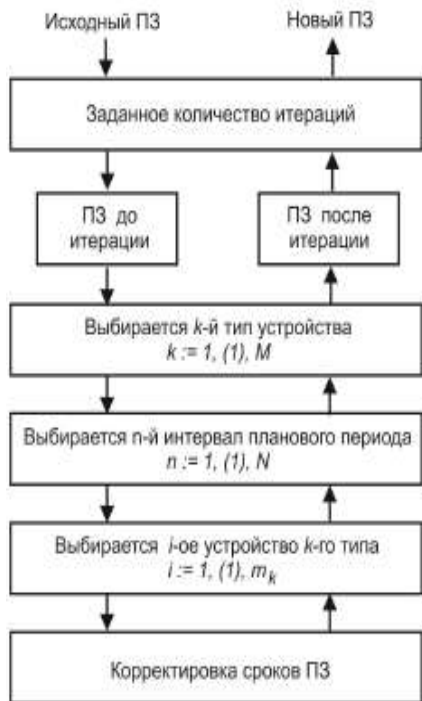 Исходный ПЗ
Новый ПЗ
Заданное количество итераций
ПЗ до
итерации
ПЗ после
итерации
Выбирается k-й тип устройства
k := 1, (1), M
Выбирается n-й интервал планового периода
n := 1, (1), N
Выбирается i-ое устройство k-го типа
i := 1, (1), mk
Корректировка сроков ПЗ